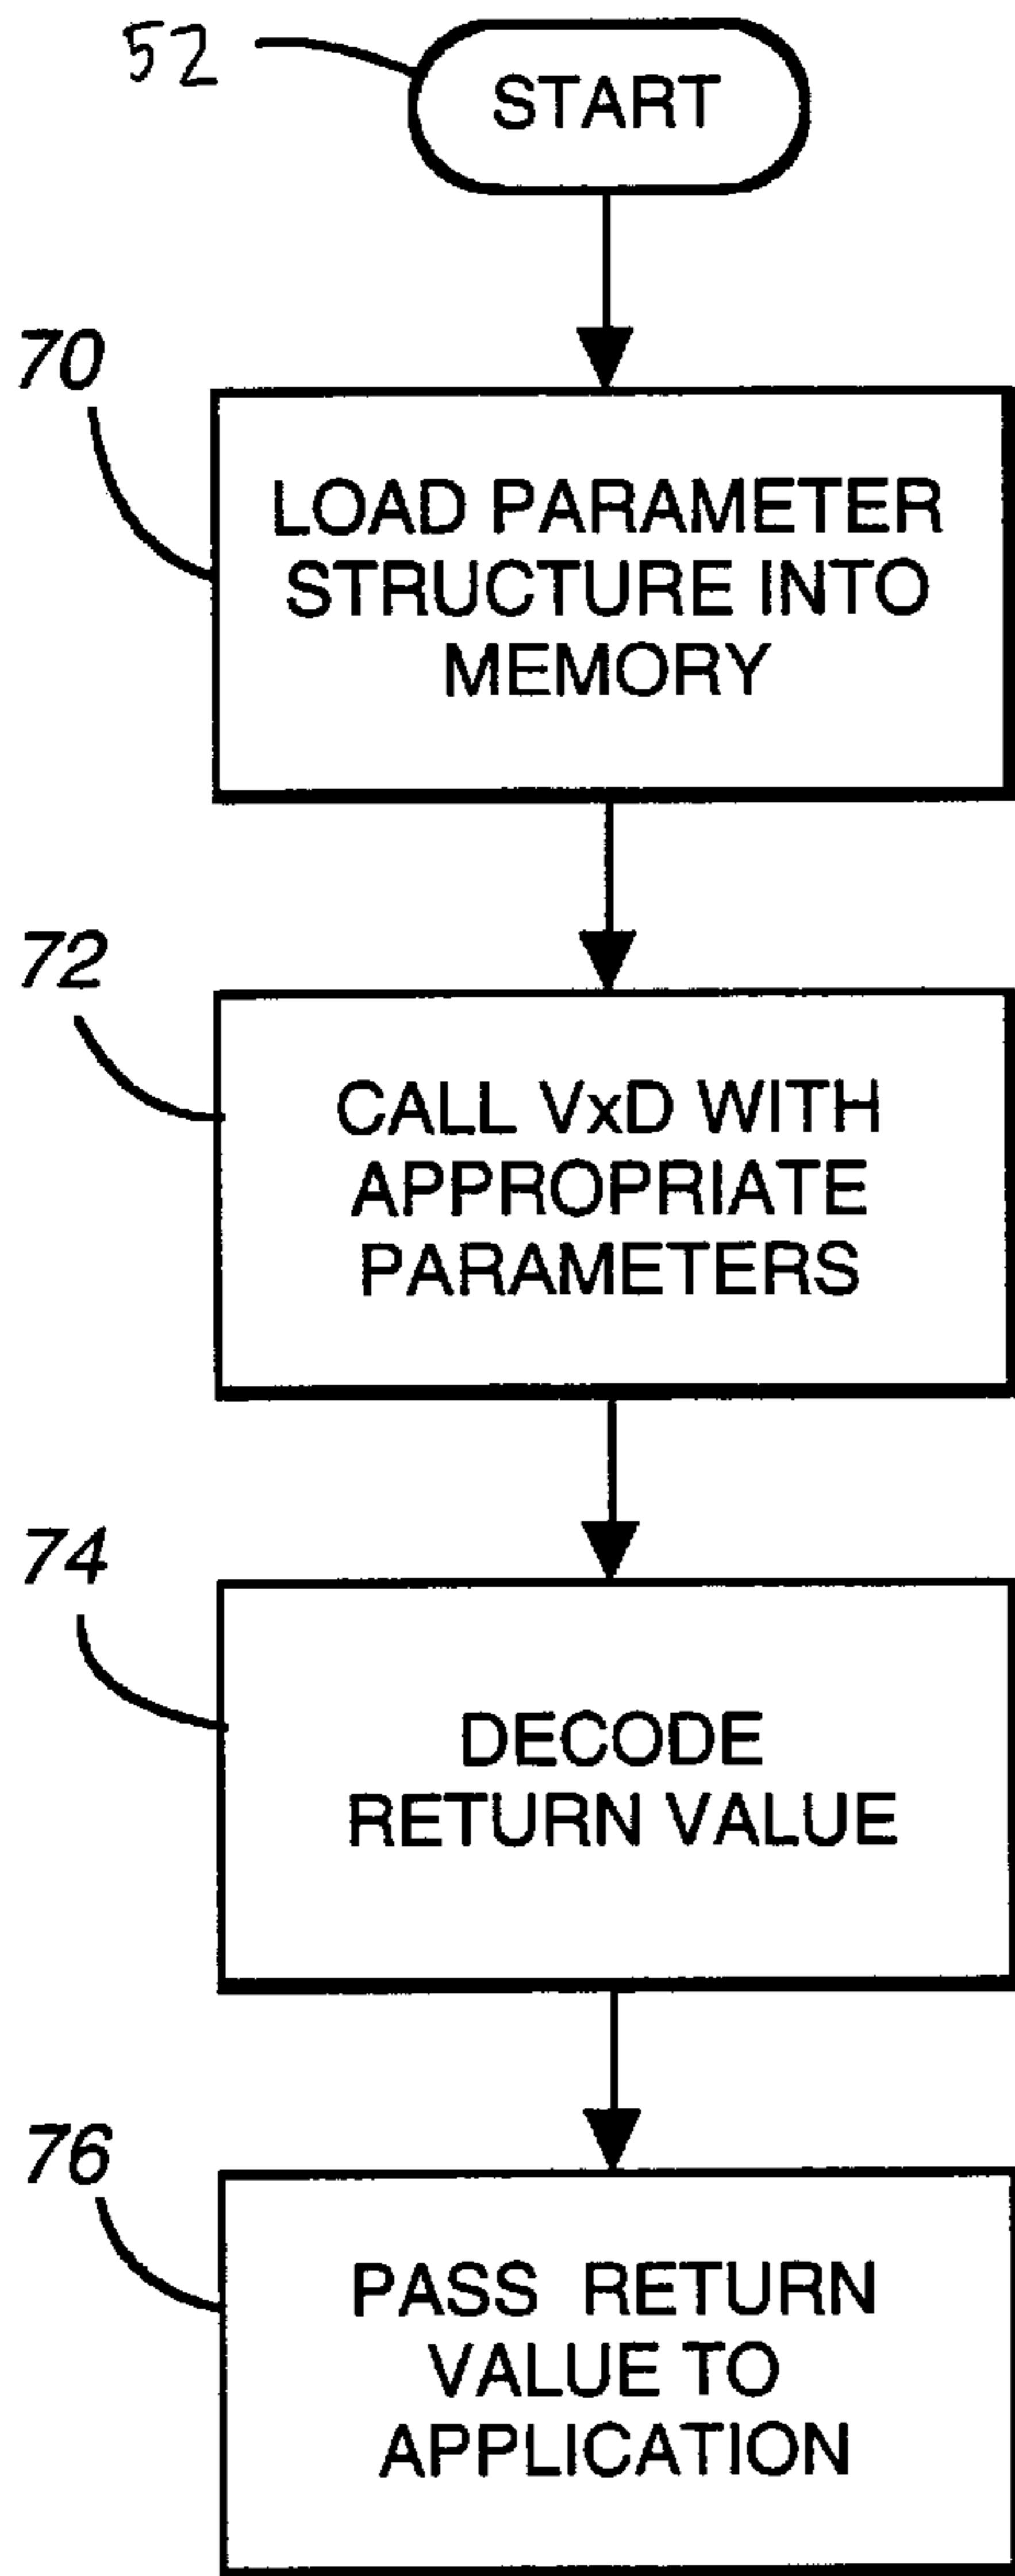 52
START
70
LOAD PARAMETER
STRUCTURE INTO
MEMORY
72
CALL VxD WITH
APPROPRIATE
PARAMETERS
74
DECODE
RETURN VALUE
76
PASS RETURN
VALUE TO
APPLICATION